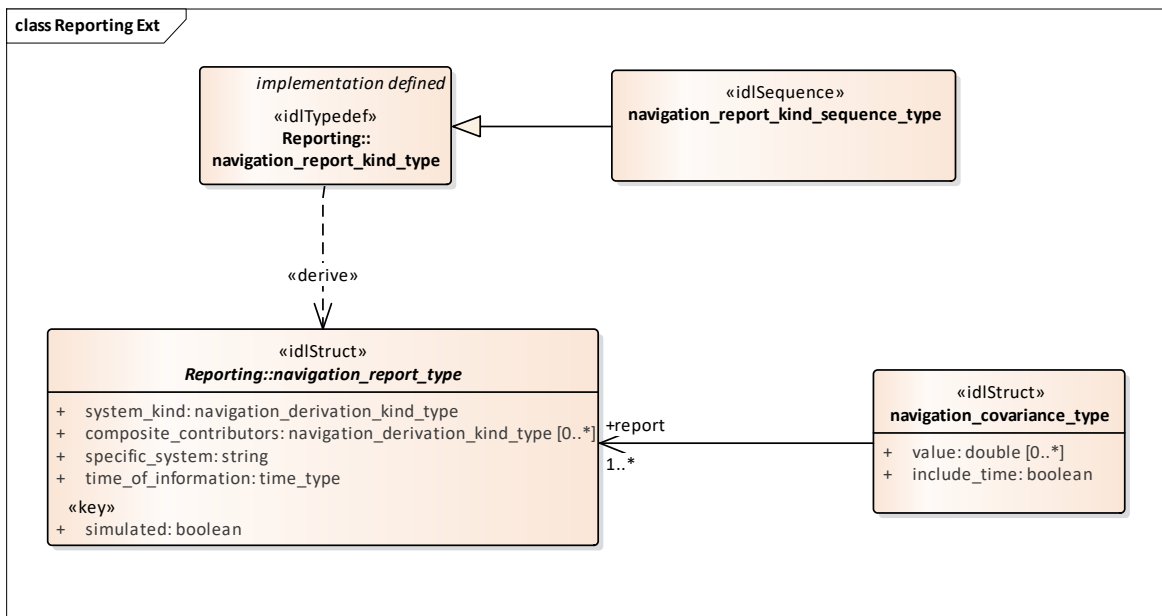 class Reporting Ext
implementation defined
«idlTypedef»
Reporting::
navigation_report_kind_type
«idlSequence»
navigation_report_kind_sequence_type
«derive»
«idlStruct»
Reporting::navigation_report_type
+ system_kind: navigation_derivation_kind_type
+ composite_contributors: navigation_derivation_kind_type [0..*]
+ specific_system: string
+ time_of_information: time_type
«key»
+ simulated: boolean
+report
1..*
«idlStruct»
navigation_covariance_type
+ value: double [0..*]
+ include_time: boolean